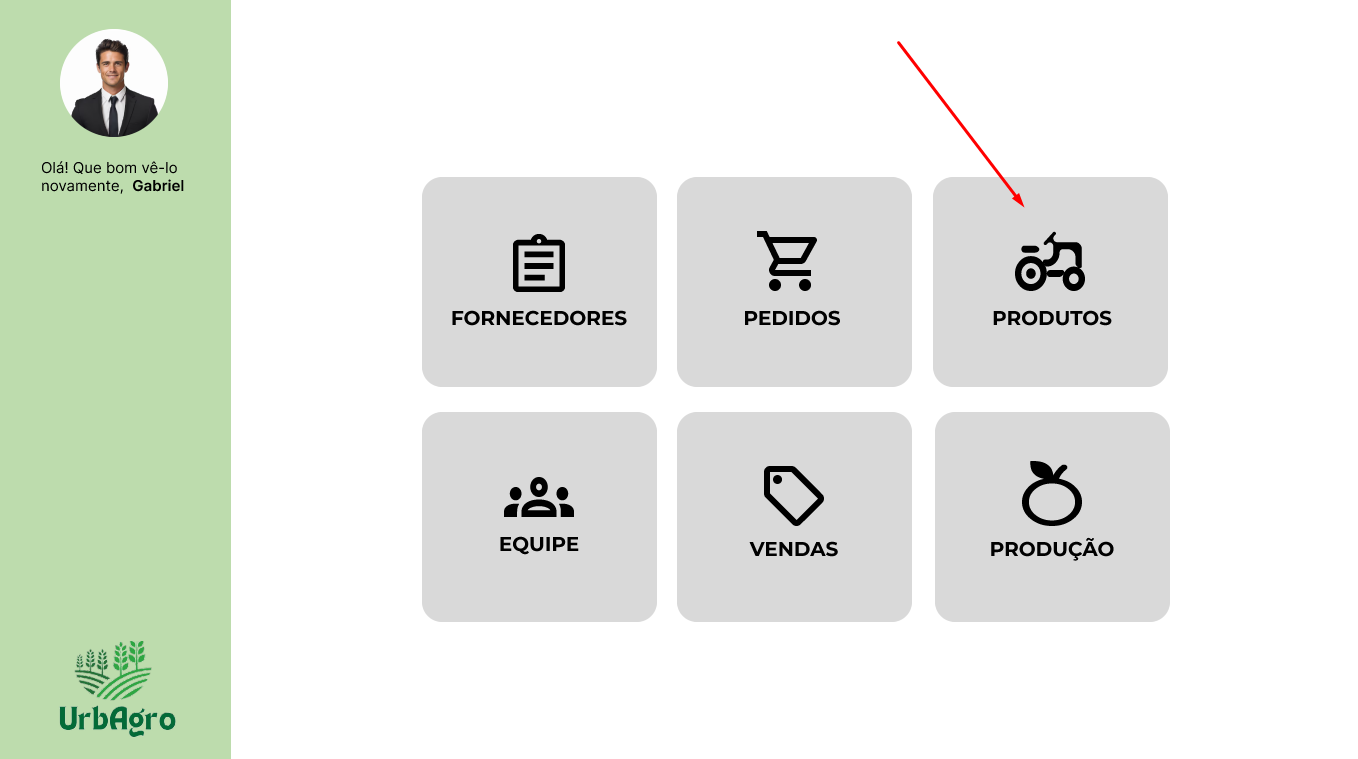 Olá! Que bom vê-lo
novamente, Gabriel
FORNECEDORES
PEDIDOS
PRODUTOS
EQUIPE
VENDAS
PRODUÇÃO
UrbAgro